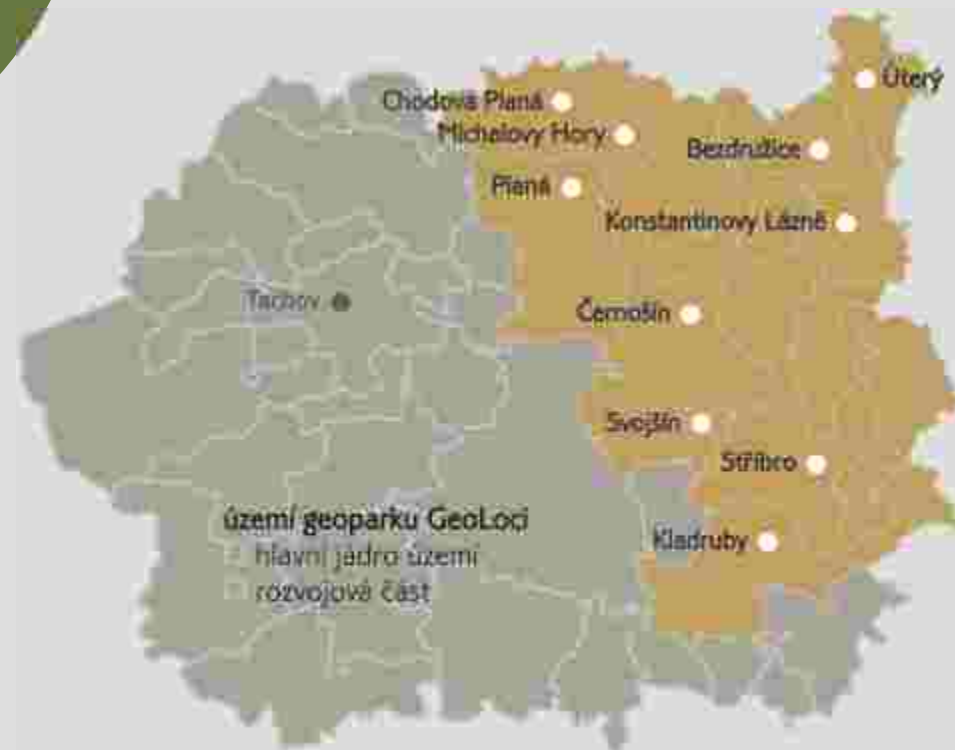 Úterý
Chodová Planá
Michalovy Hory
Bezdružice
Planá
Konstantinovy Lázně
Tachov
Černošín
Svojšín
Stříbro
Kladruby
území geoparku GeoLoci
hlavní jádro území
rozvojová část